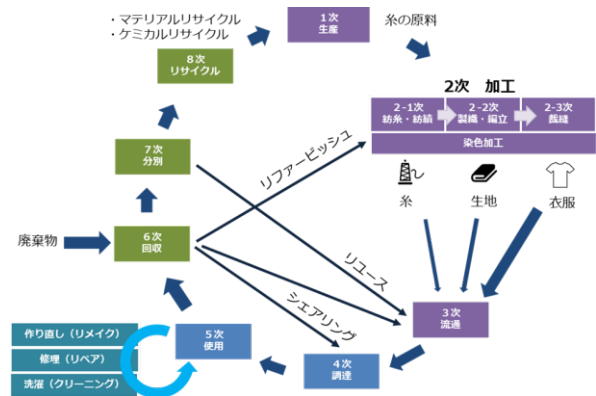 ・マテリアルリサイクル
・ケミカルリサイクル
1次
生産
糸の原料
8次
リサイクル
2次　加工
2-1次
紡糸・紡績
2-2次
製織・編立
2-3次
縫製
染色加工
7次
分別
リファービッシュ
糸
生地
衣服
廃棄物
6次
回収
リユース
シェアリング
3次
流通
作り直し（リメイク）
修理（リペア）
洗濯（クリーニング）
5次
使用
4次
調達